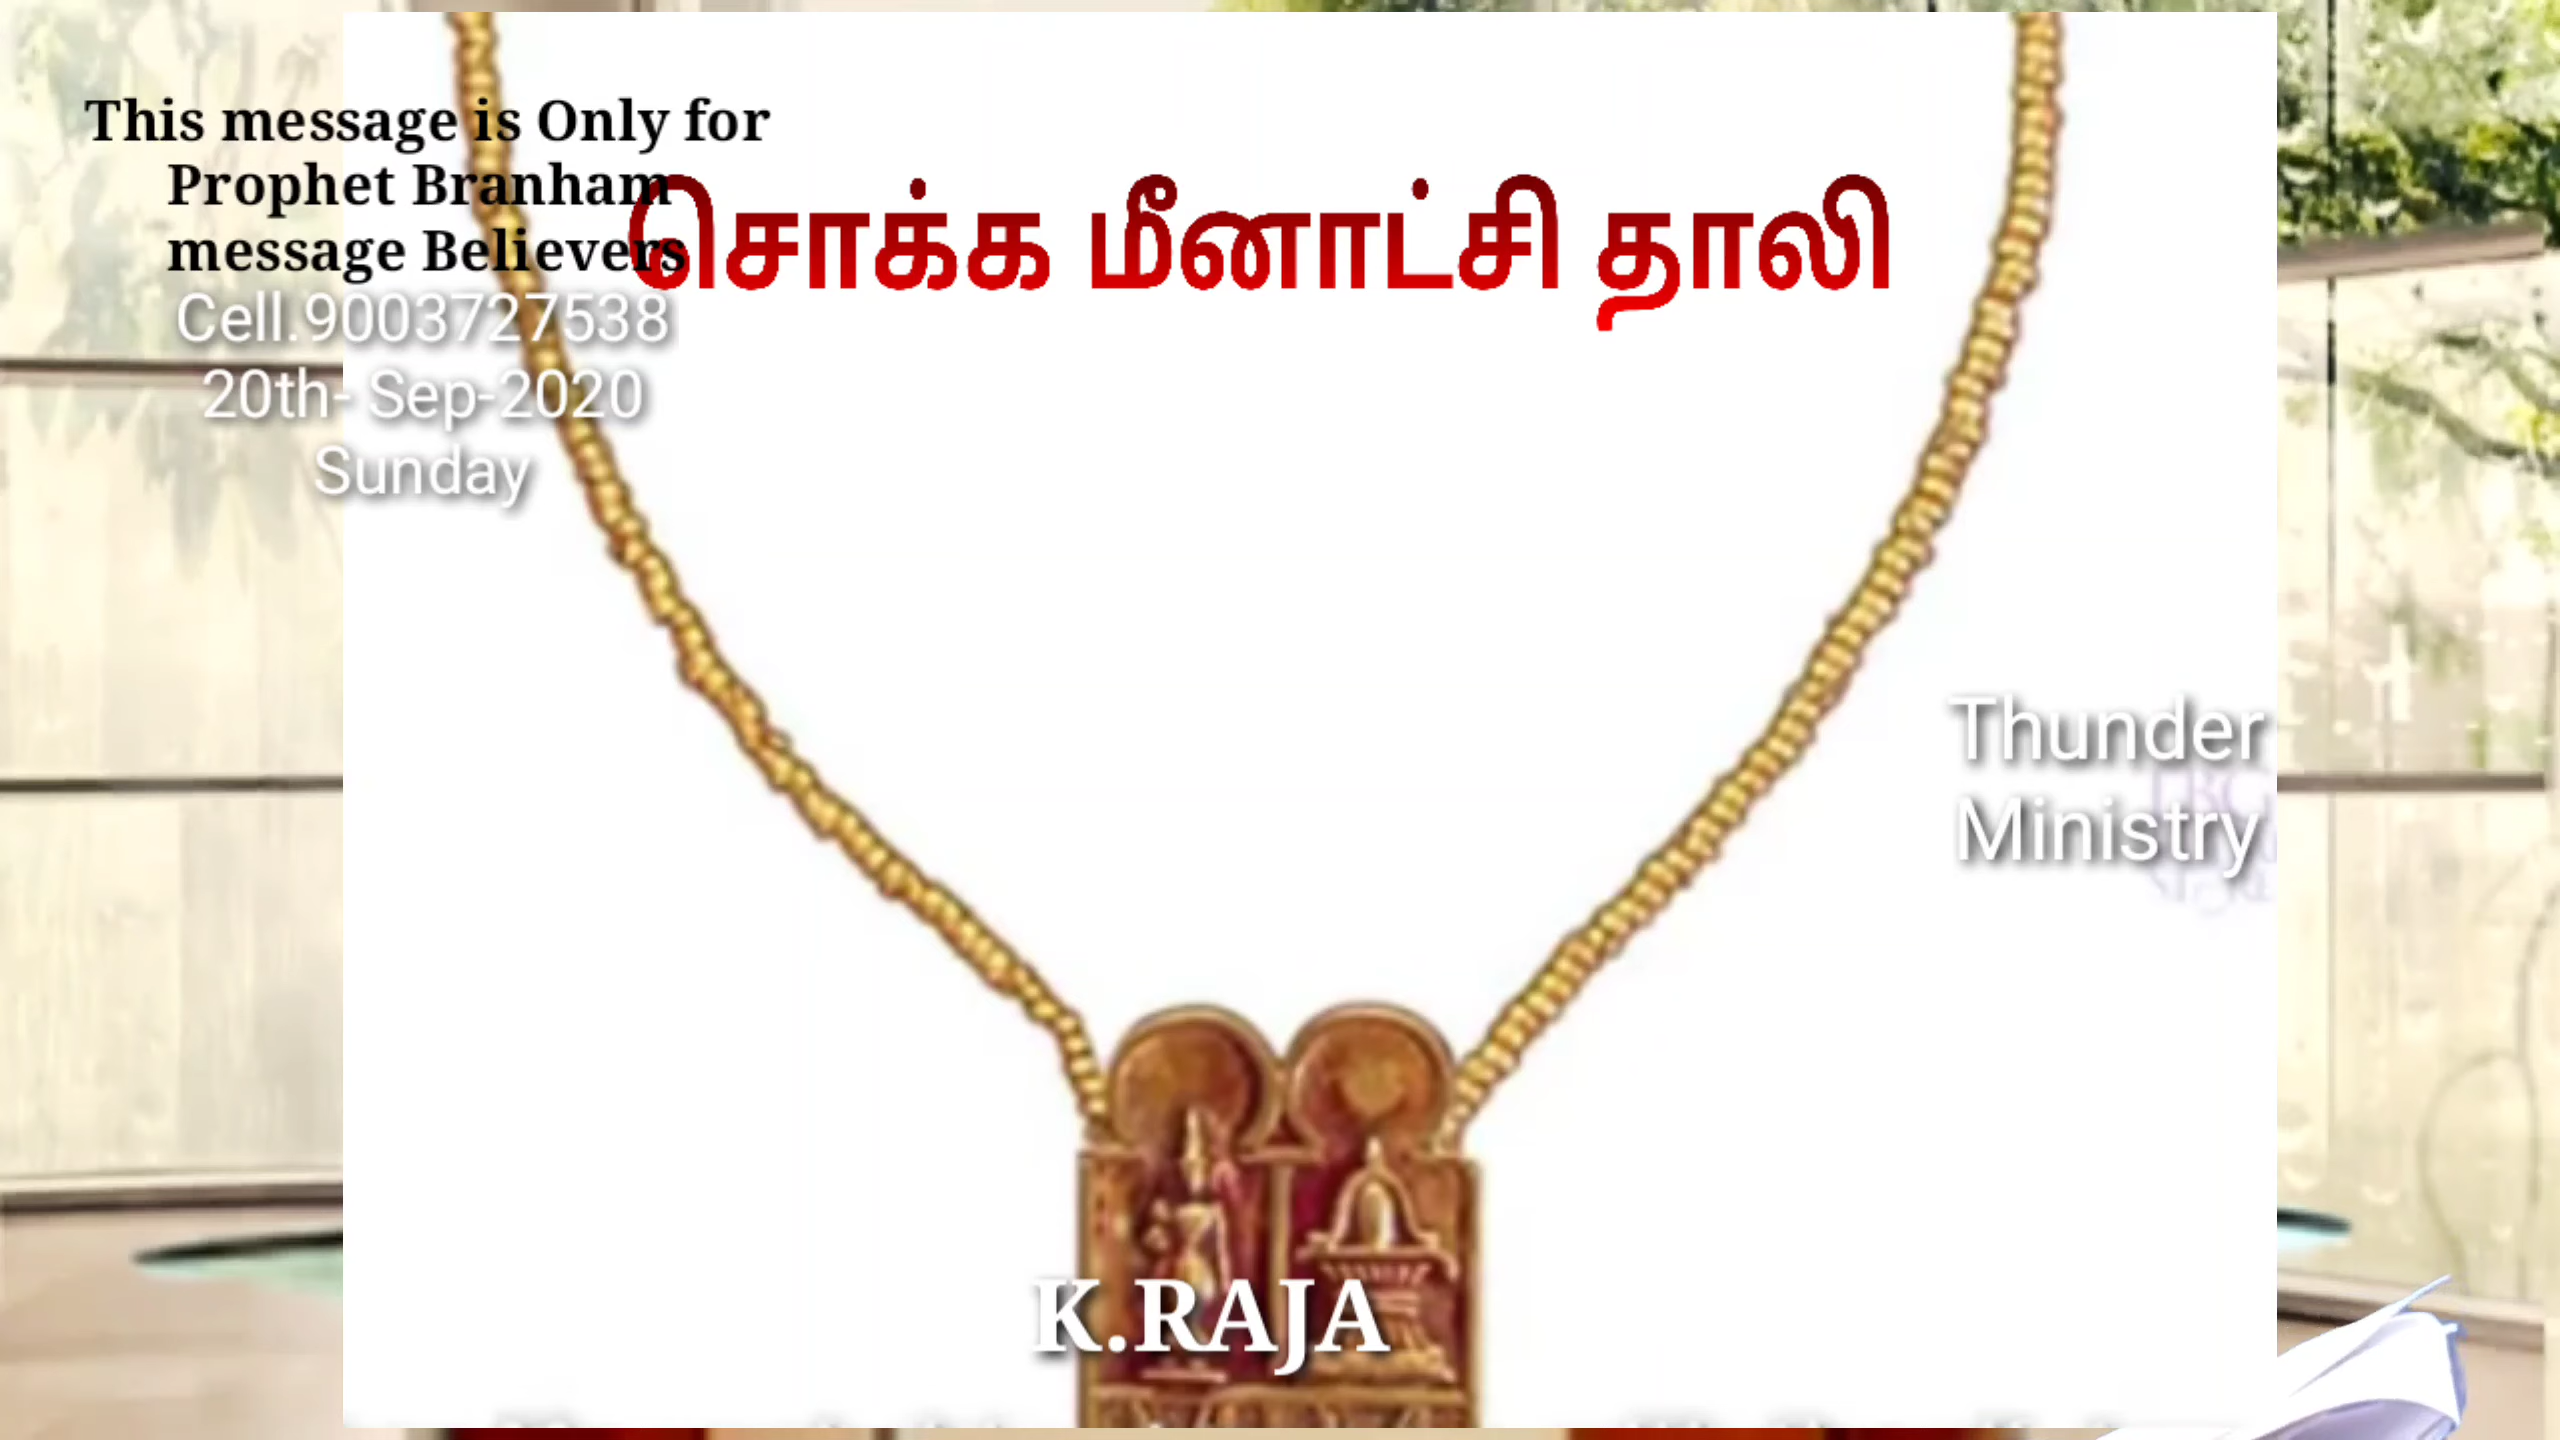 This message is Only for
Prophet Branham
message Believers
Cell.9003727538
20th- Sep-2020
Sunday
சொக்க மீனாட்சி தாலி
Thunder
Ministry
K.RAJA